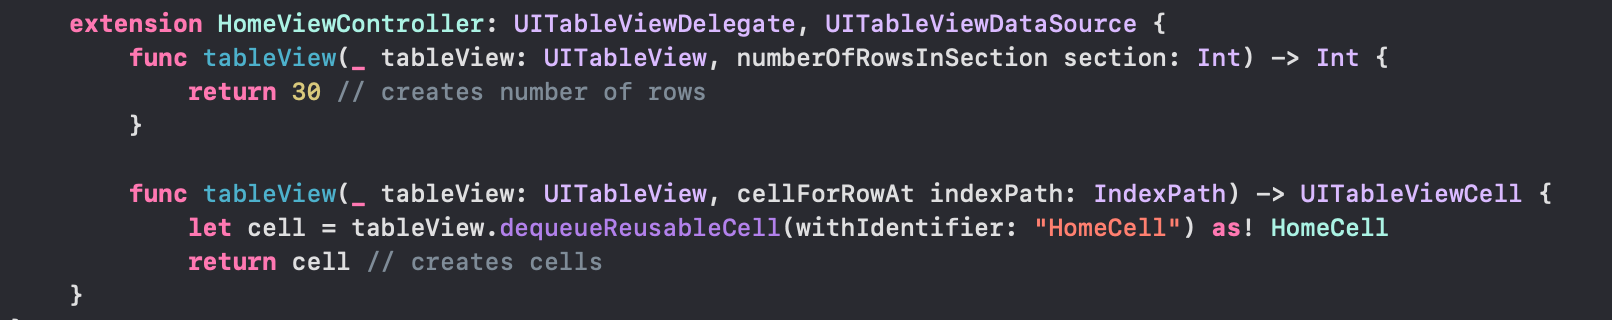 extension HomeViewController: UITableViewDelegate, UITableViewDataSource {
    func tableView(_ tableView: UITableView, numberOfRowsInSection section: Int) -> Int {
        return 30 // creates number of rows
    }

    func tableView(_ tableView: UITableView, cellForRowAt indexPath: IndexPath) -> UITableViewCell {
        let cell = tableView.dequeueReusableCell(withIdentifier: "HomeCell") as! HomeCell
        return cell // creates cells
}